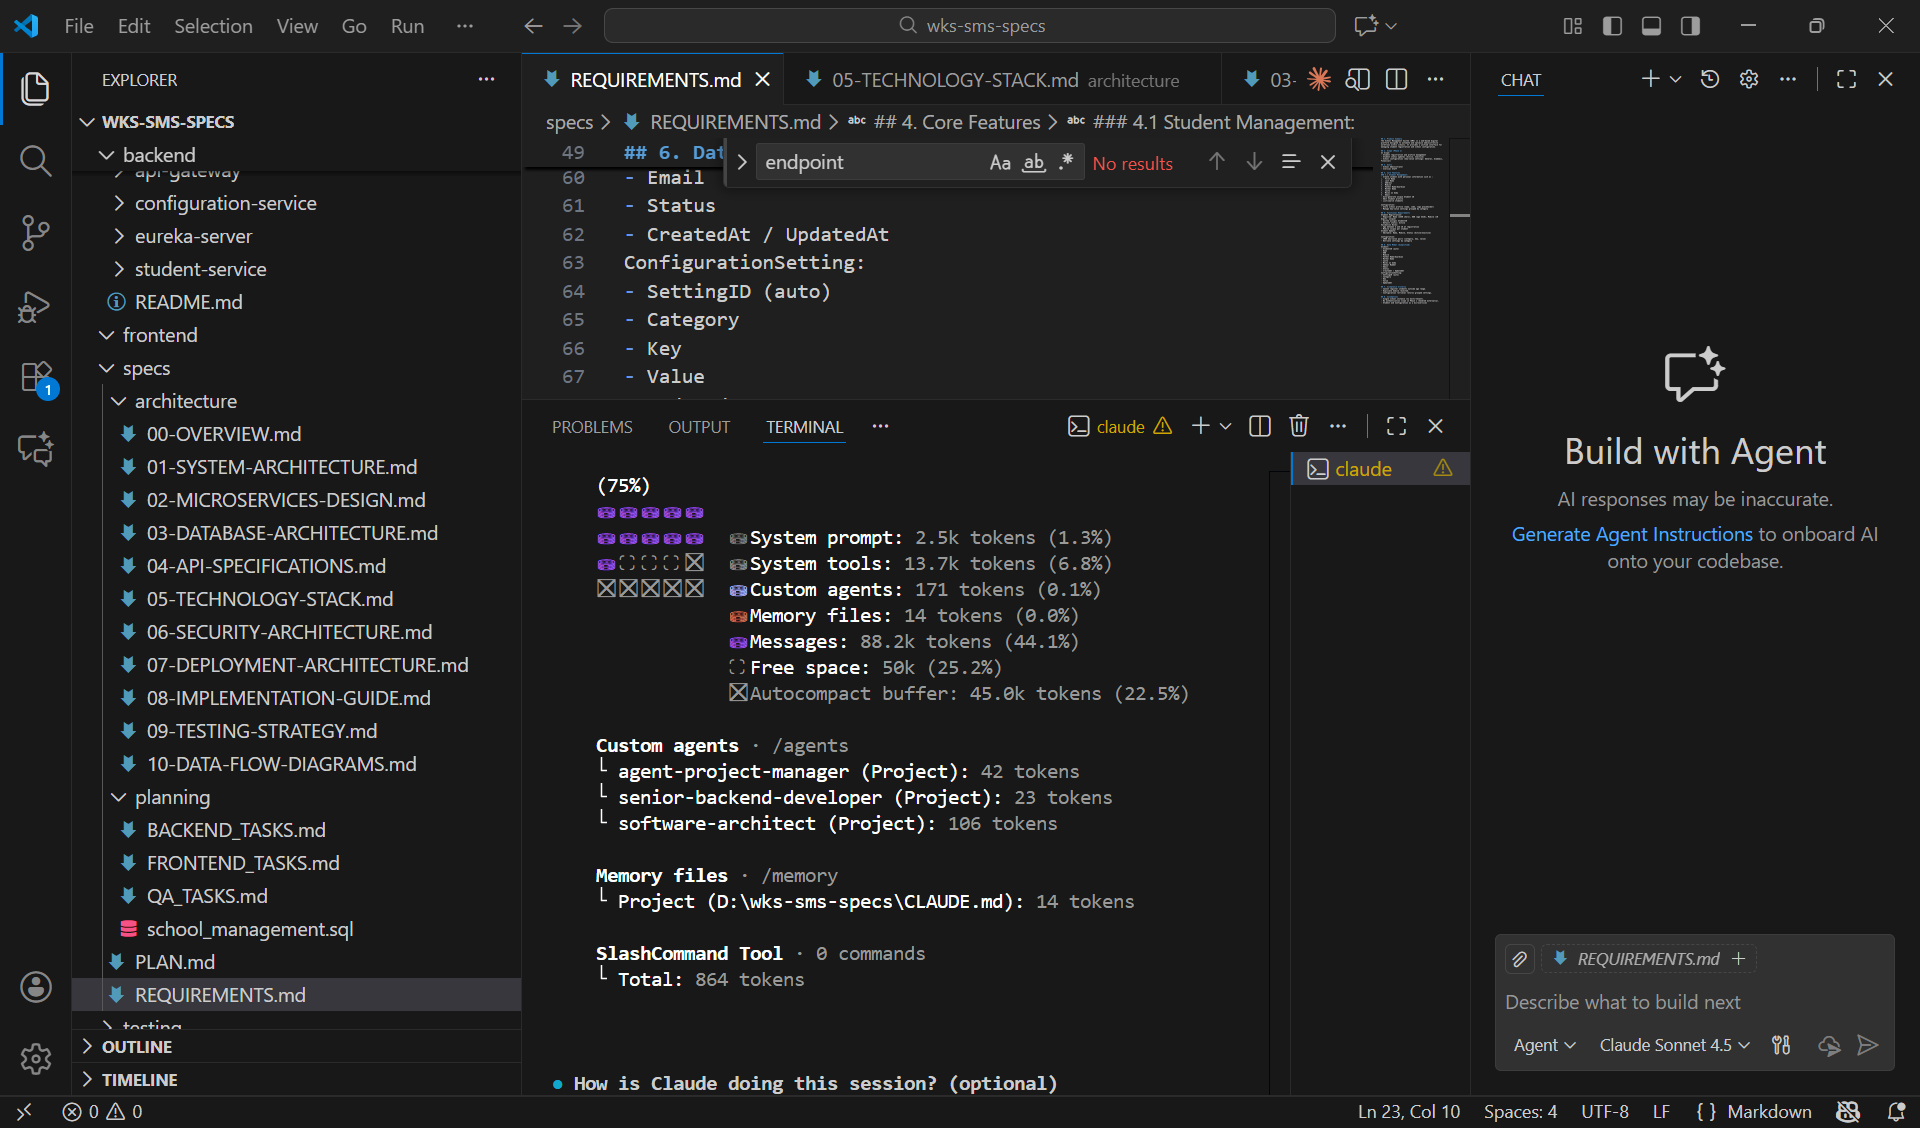 File Edit Selection View Go Run ···
wks-sms-specs
EXPLORER
WKS-SMS-SPECS
backend
api-gateway
configuration-service
eureka-server
student-service
README.md
frontend
specs
architecture
00-OVERVIEW.md
01-SYSTEM-ARCHITECTURE.md
02-MICROSERVICES-DESIGN.md
03-DATABASE-ARCHITECTURE.md
04-API-SPECIFICATIONS.md
05-TECHNOLOGY-STACK.md
06-SECURITY-ARCHITECTURE.md
07-DEPLOYMENT-ARCHITECTURE.md
08-IMPLEMENTATION-GUIDE.md
09-TESTING-STRATEGY.md
10-DATA-FLOW-DIAGRAMS.md
planning
BACKEND_TASKS.md
FRONTEND_TASKS.md
QA_TASKS.md
school_management.sql
PLAN.md
REQUIREMENTS.md
testing
OUTLINE
TIMELINE
1
REQUIREMENTS.md
05-TECHNOLOGY-STACK.md architecture
03-
specs > REQUIREMENTS.md > abc ## 4. Core Features > abc ### 4.1 Student Management:
49 ## 6. Dat
endpoint Aa ab .* No results
60 - Email
61 - Status
62 - CreatedAt / UpdatedAt
63 ConfigurationSetting:
64 - SettingID (auto)
65 - Category
66 - Key
67 - Value
PROBLEMS OUTPUT TERMINAL ···
claude
claude
(75%)
System prompt: 2.5k tokens (1.3%)
System tools: 13.7k tokens (6.8%)
Custom agents: 171 tokens (0.1%)
Memory files: 14 tokens (0.0%)
Messages: 88.2k tokens (44.1%)
Free space: 50k (25.2%)
Autocompact buffer: 45.0k tokens (22.5%)
Custom agents · /agents
└ agent-project-manager (Project): 42 tokens
└ senior-backend-developer (Project): 23 tokens
└ software-architect (Project): 106 tokens
Memory files · /memory
└ Project (D:\wks-sms-specs\CLAUDE.md): 14 tokens
SlashCommand Tool · 0 commands
└ Total: 864 tokens
● How is Claude doing this session? (optional)
CHAT
Build with Agent
AI responses may be inaccurate.
Generate Agent Instructions to onboard AI
onto your codebase.
REQUIREMENTS.md
Describe what to build next
Agent Claude Sonnet 4.5
0 0
Ln 23, Col 10 Spaces: 4 UTF-8 LF { } Markdown